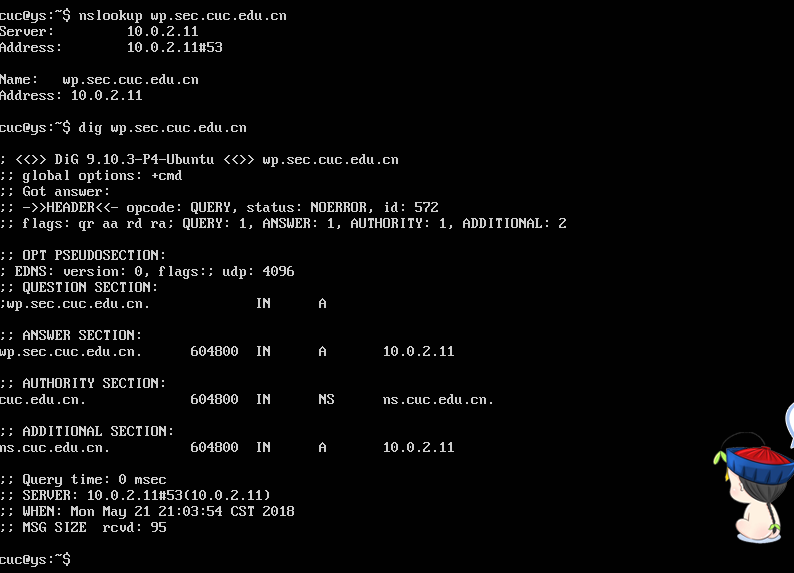 cuc@ys:~$ nslookup wp.sec.cuc.edu.cn
Server:         10.0.2.11
Address:        10.0.2.11#53
Name:   wp.sec.cuc.edu.cn
Address: 10.0.2.11
cuc@ys:~$ dig wp.sec.cuc.edu.cn
; <<>> DiG 9.10.3-P4-Ubuntu <<>> wp.sec.cuc.edu.cn
;; global options: +cmd
;; Got answer:
;; ->>HEADER<<- opcode: QUERY, status: NOERROR, id: 572
;; flags: qr aa rd ra; QUERY: 1, ANSWER: 1, AUTHORITY: 1, ADDITIONAL: 2
;; OPT PSEUDOSECTION:
; EDNS: version: 0, flags:; udp: 4096
;; QUESTION SECTION:
;wp.sec.cuc.edu.cn.             IN      A
;; ANSWER SECTION:
wp.sec.cuc.edu.cn.      604800  IN      A       10.0.2.11
;; AUTHORITY SECTION:
cuc.edu.cn.             604800  IN      NS      ns.cuc.edu.cn.
;; ADDITIONAL SECTION:
ns.cuc.edu.cn.          604800  IN      A       10.0.2.11
;; Query time: 0 msec
;; SERVER: 10.0.2.11#53(10.0.2.11)
;; WHEN: Mon May 21 21:03:54 CST 2018
;; MSG SIZE  rcvd: 95
cuc@ys:~$